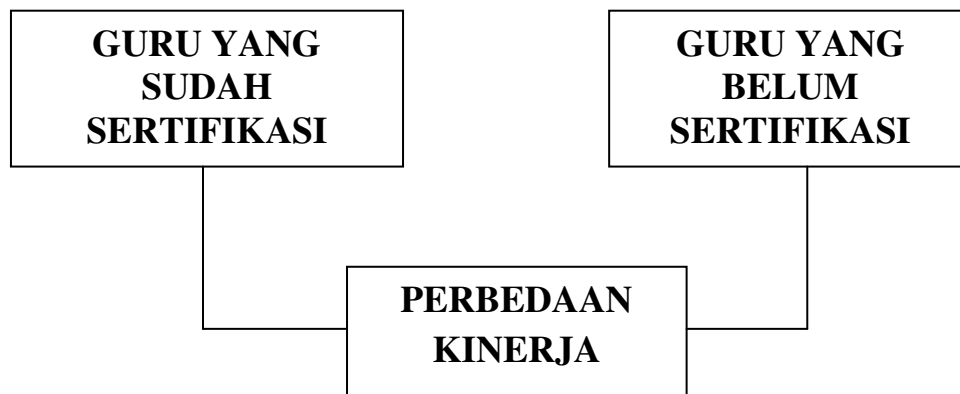 GURU YANG
SUDAH
SERTIFIKASI
GURU YANG
BELUM
SERTIFIKASI
PERBEDAAN
KINERJA